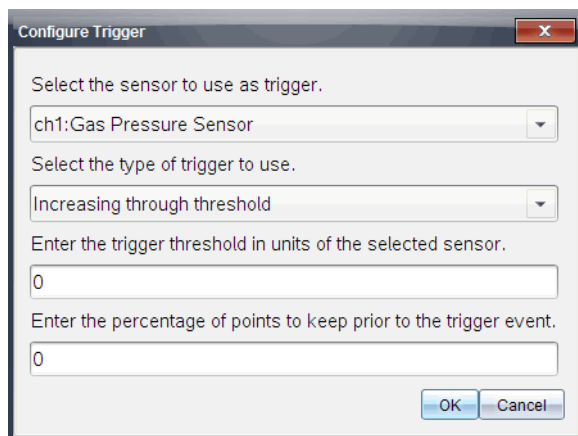 Configure Trigger
Select the sensor to use as trigger.
ch1:Gas Pressure Sensor
Select the type of trigger to use.
Increasing through threshold
Enter the trigger threshold in units of the selected sensor.
0
Enter the percentage of points to keep prior to the trigger event.
0
OK Cancel